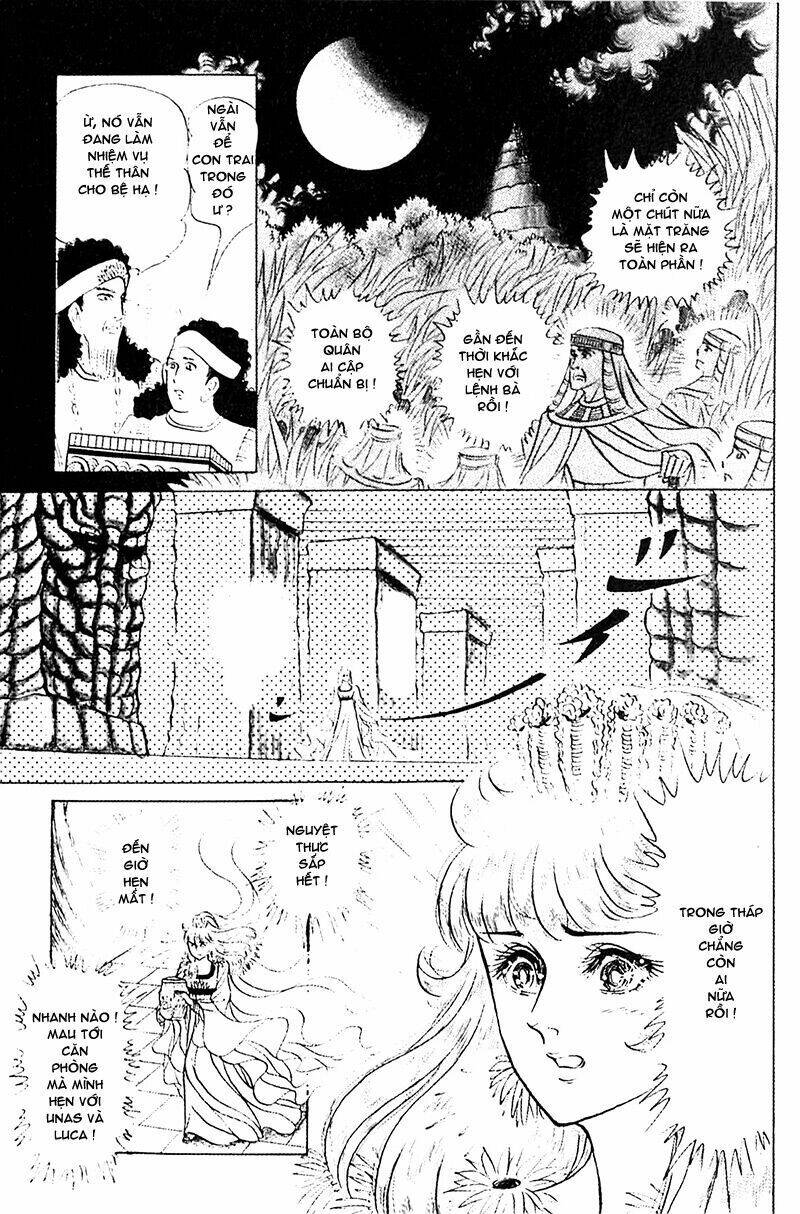 CHỈ CÒN
MỘT CHÚT NỮA
LÀ MẶT TRĂNG
SẼ HIỆN RA
TOÀN PHẦN !
GẦN ĐẾN
THỜI KHẮC
HẸN VỚI
LỆNH BÀ
RỒI !
TOÀN BỘ
QUÂN
AI CẬP
CHUẨN BỊ !
NGÀI
VẪN
ĐỂ
CON TRAI
TRONG
ĐÓ
Ư ?
Ừ, NÓ VẪN
ĐANG LÀM
NHIỆM VỤ
THẾ THÂN
CHO BỆ HẠ !
TRONG THÁP
GIỜ
CHẲNG
CÒN
AI
NỮA
RỒI !
NGUYỆT
THỰC
SẮP
HẾT !
ĐẾN
GIỜ
HẸN
MẤT !
NHANH NÀO !
MAU TỚI
CĂN
PHÒNG
MÀ MÌNH
HẸN VỚI
UNAS VÀ
LUCA !